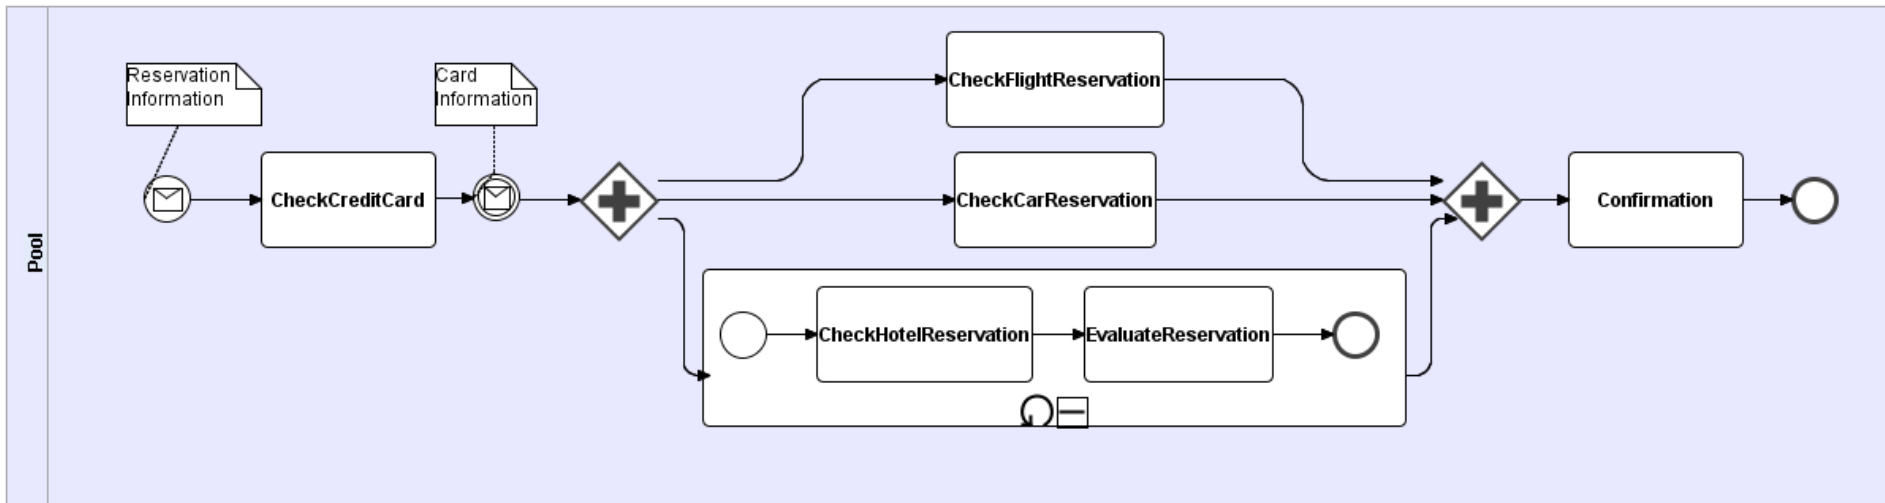 Pool
Reservation
Information
Card
Information
CheckCreditCard
CheckFlightReservation
CheckCarReservation
CheckHotelReservation
EvaluateReservation
Confirmation